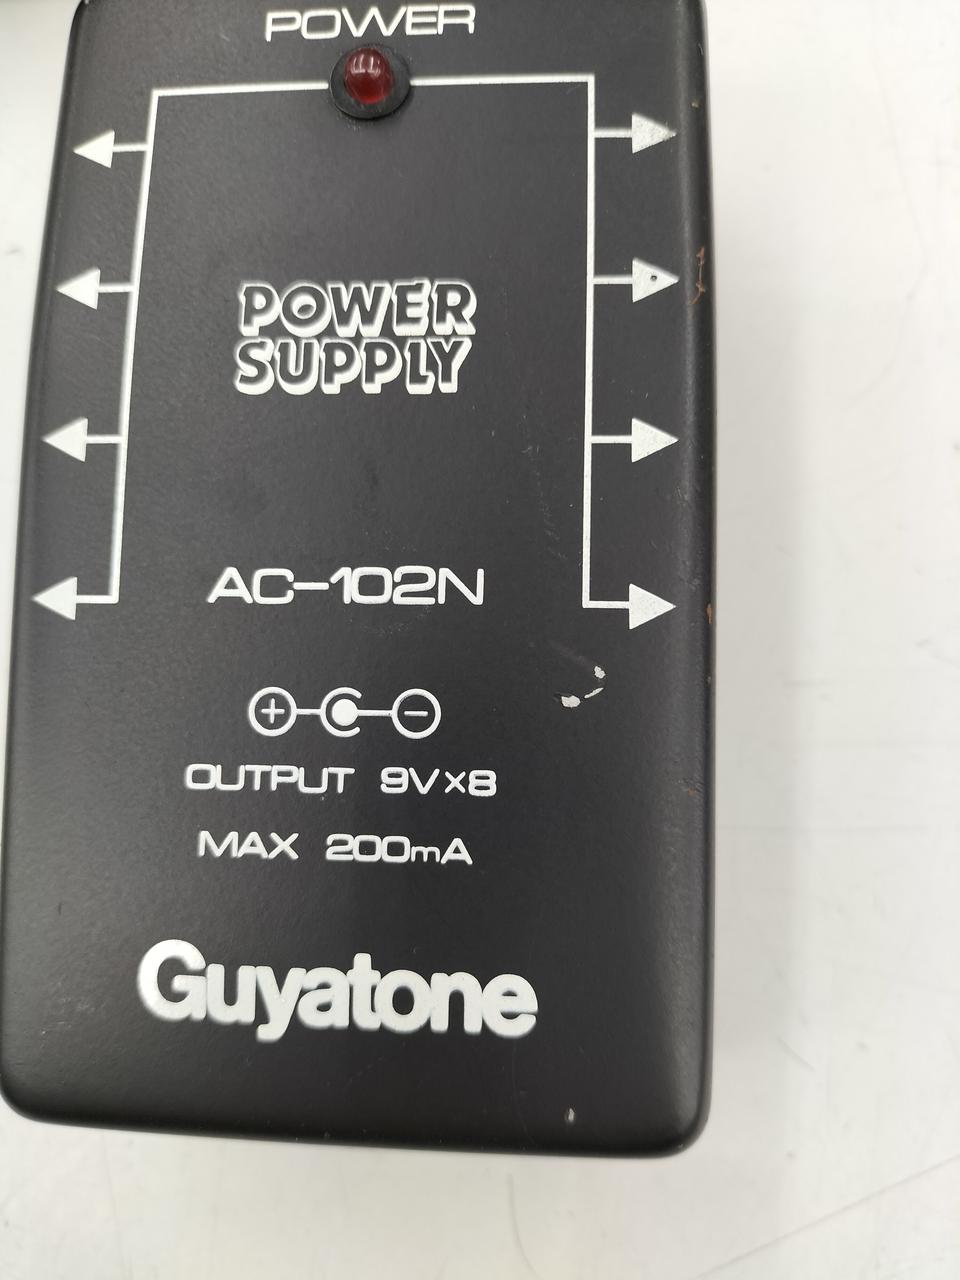 POWER
POWER
SUPPLY
AC-102N
+ −
OUTPUT 9V×8
MAX 200mA
Guyatone